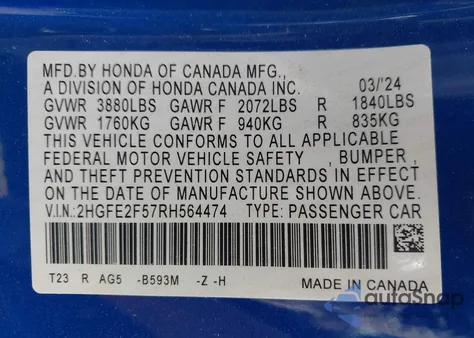 MFD.BY HONDA OF CANADA MFG.,
A DIVISION OF HONDA CANADA INC. 03/'24
GVWR 3880LBS GAWR F 2072LBS R 1840LBS
GVWR 1760KG GAWR F 940KG R 835KG
THIS VEHICLE CONFORMS TO ALL APPLICABLE
FEDERAL MOTOR VEHICLE SAFETY , BUMPER ,
AND THEFT PREVENTION STANDARDS IN EFFECT
ON THE DATE OF MANUFACTURE SHOWN ABOVE.
V.I.N.: 2HGFE2F57RH564474 TYPE: PASSENGER CAR
T23 R AG5 -B593M -Z -H MADE IN CANADA
autoSnap